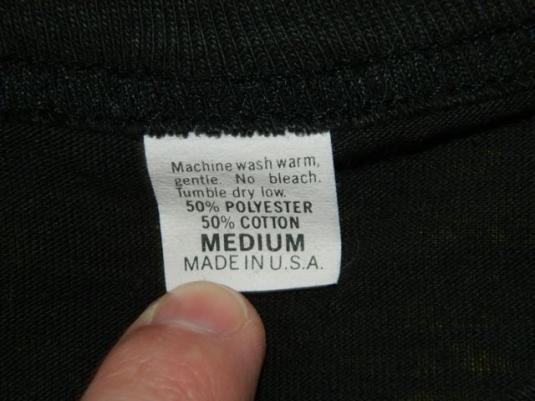 Machine wash warm,
gentle. No bleach.
Tumble dry low.
50% POLYESTER
50% COTTON
MEDIUM
MADE IN U.S.A.